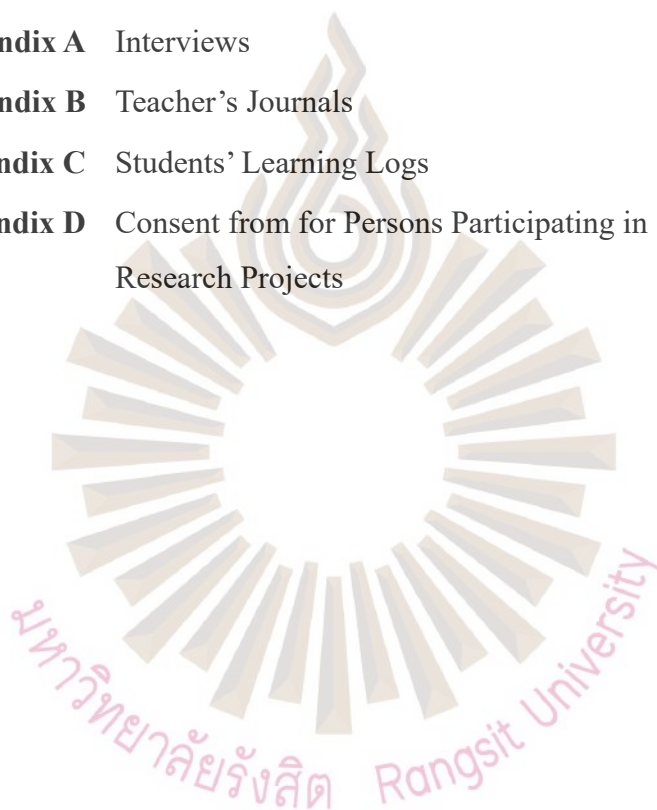 ndix A Interviews
ndix B Teacher's Journals
ndix C Students' Learning Logs
ndix D Consent from for Persons Participating in
Research Projects
มหาวิทยาลัยรังสิต Rangsit University